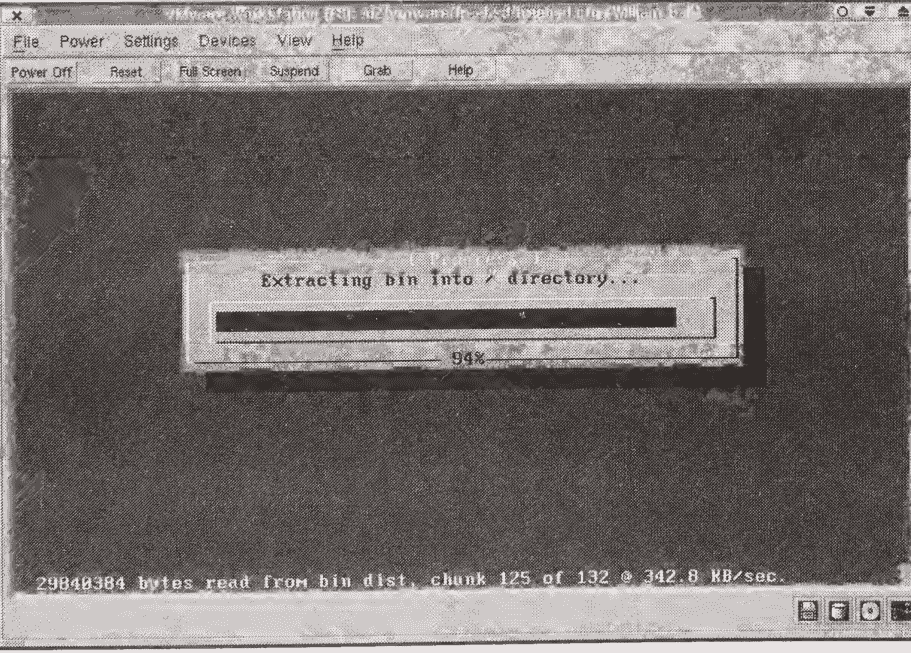 File Power Settings Devices View Help
Power Off Reset Full Screen Suspend Grab Help
Extracting bin into / directory...
94%
29840384 bytes read from bin dist, chunk 125 of 132 @ 342.8 KB/sec.